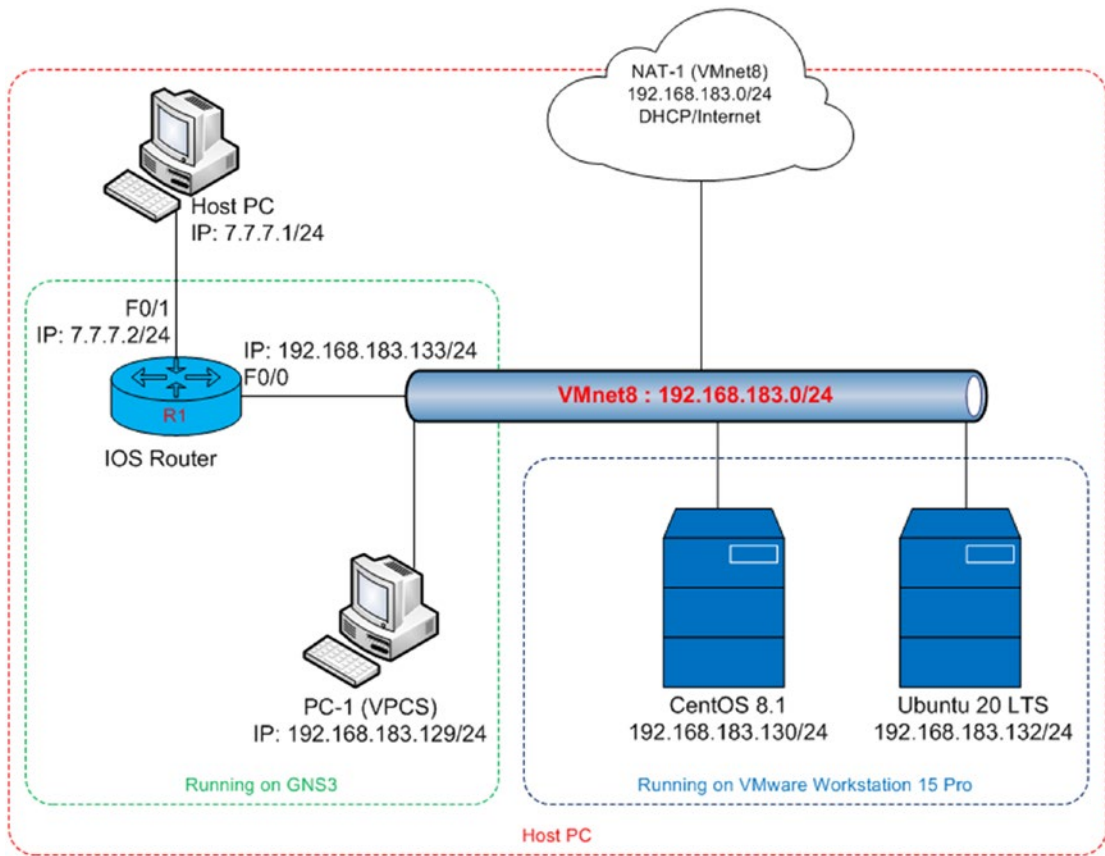 NAT-1 (VMnet8)
192.168.183.0/24
DHCP/Internet
Host PC
IP: 7.7.7.1/24
F0/1
IP: 7.7.7.2/24
IP: 192.168.183.133/24
F0/0
R1
IOS Router
VMnet8 : 192.168.183.0/24
PC-1 (VPCS)
IP: 192.168.183.129/24
CentOS 8.1
192.168.183.130/24
Ubuntu 20 LTS
192.168.183.132/24
Running on GNS3
Running on VMware Workstation 15 Pro
Host PC